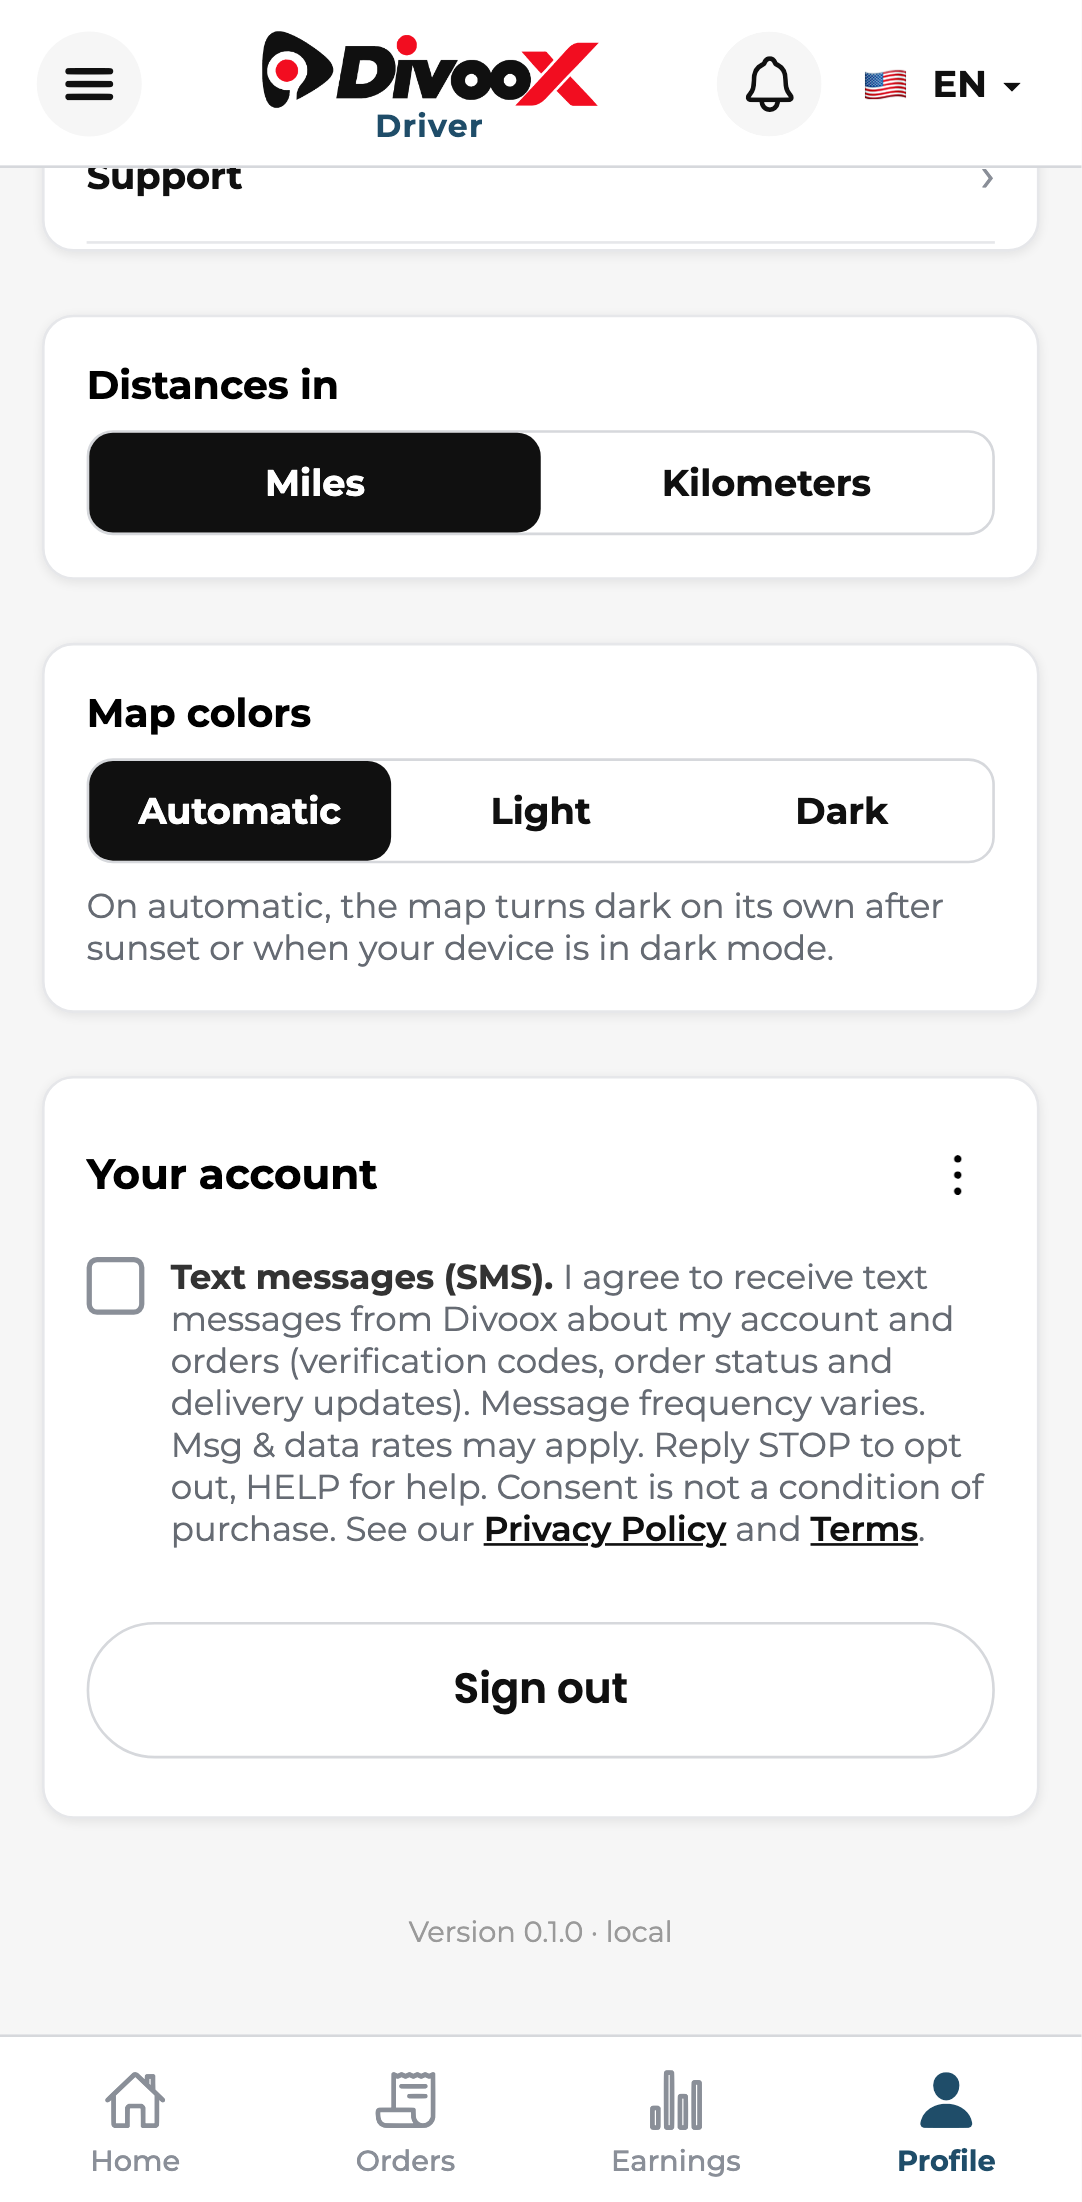 DivooX
Driver
EN
Support
Distances in
Miles
Kilometers
Map colors
Automatic
Light
Dark
On automatic, the map turns dark on its own after
sunset or when your device is in dark mode.
Your account
Text messages (SMS). I agree to receive text
messages from Divoox about my account and
orders (verification codes, order status and
delivery updates). Message frequency varies.
Msg & data rates may apply. Reply STOP to opt
out, HELP for help. Consent is not a condition of
purchase. See our Privacy Policy and Terms.
Sign out
Version 0.1.0 · local
Home
Orders
Earnings
Profile